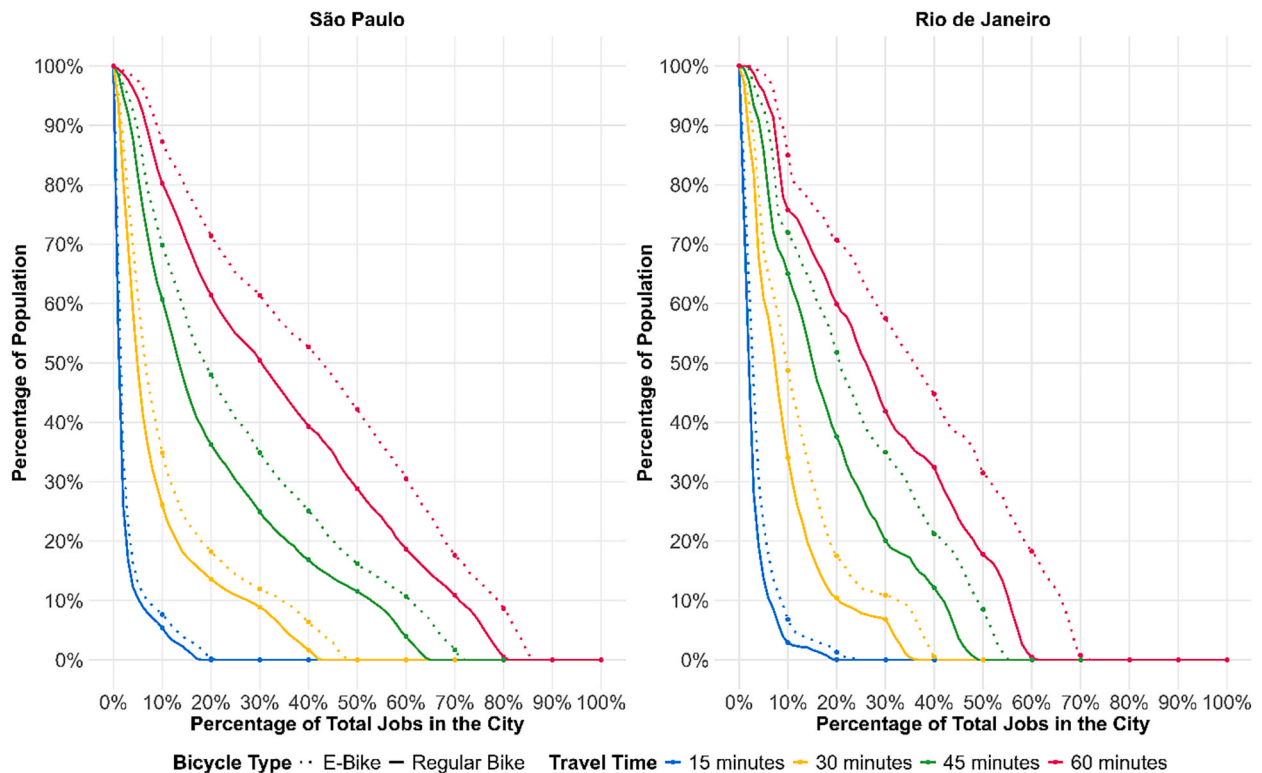 São Paulo
Rio de Janeiro
100%
90%
80%
70%
60%
50%
40%
30%
20%
10%
0%
Percentage of Population
0% 10% 20% 30% 40% 50% 60% 70% 80% 90% 100%
Percentage of Total Jobs in the City
100%
90%
80%
70%
60%
50%
40%
30%
20%
10%
0%
Percentage of Population
0% 10% 20% 30% 40% 50% 60% 70% 80% 90% 100%
Percentage of Total Jobs in the City
Bicycle Type E-Bike Regular Bike Travel Time 15 minutes 30 minutes 45 minutes 60 minutes